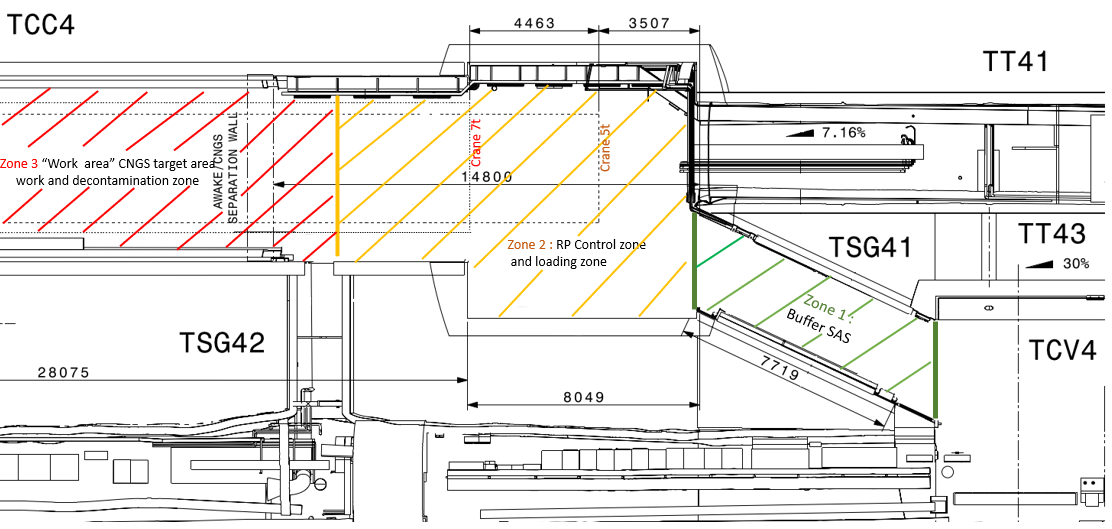 TCC4
4463
3507
TT41
7.16%
Crane 7t
Crane 5t
Zone 3 “Work area” CNGS target area
work and decontamination zone
AWAKE/CNGS
SEPARATION WALL
14800
Zone 2 : RP Control zone
and loading zone
TSG41
TT43
30%
Zone 1 :
Buffer SAS
TSG42
TCV4
7719
28075
8049